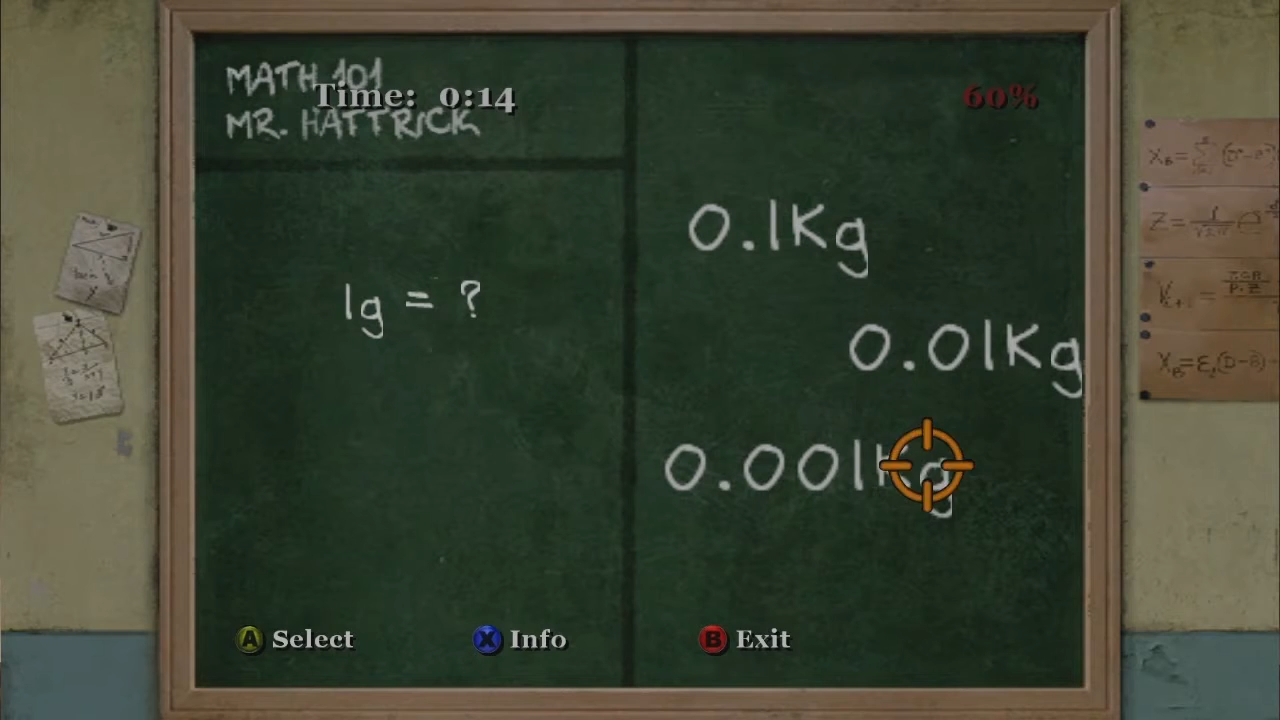 MATH 101
Time: 0:14
60%
MR. HATTRICK
1g = ?
0.1Kg
0.01Kg
0.001Kg
A Select
X Info
B Exit